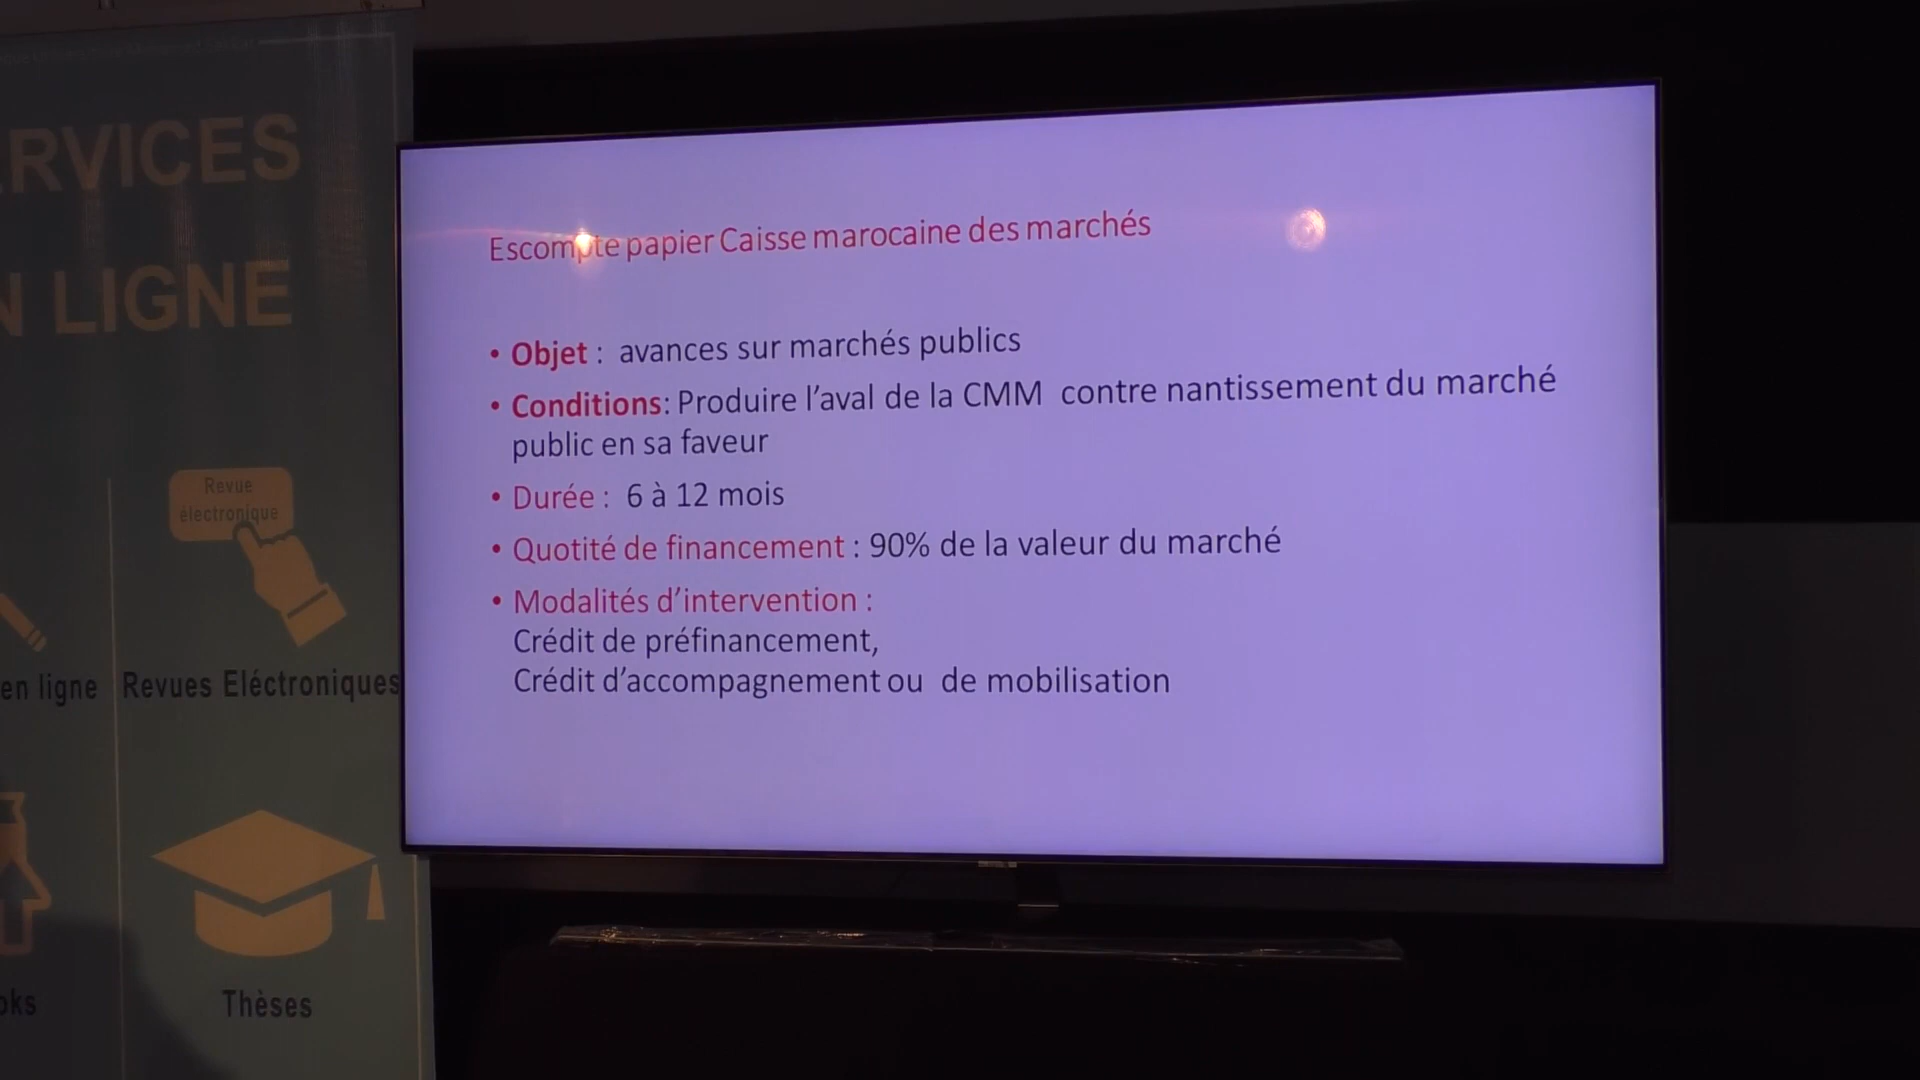 RVICES
N LIGNE
Revue
électronique
en ligne
Revues Eléctroniques
oks
Thèses
Escompte papier Caisse marocaine des marchés
• Objet : avances sur marchés publics
• Conditions: Produire l'aval de la CMM contre nantissement du marché
public en sa faveur
• Durée : 6 à 12 mois
• Quotité de financement : 90% de la valeur du marché
• Modalités d'intervention :
Crédit de préfinancement,
Crédit d'accompagnement ou de mobilisation